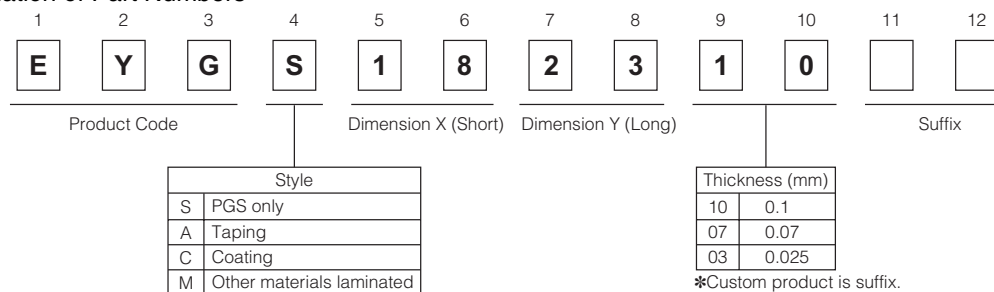 1 2 3 4 5 6 7 8 9 10 11 12
E Y G S 1 8 2 3 1 0
Product Code Dimension X (Short) Dimension Y (Long) Suffix
Style
S PGS only
A Taping
C Coating
M Other materials laminated
Thickness (mm)
10 0.1
07 0.07
03 0.025
✽Custom product is suffix.